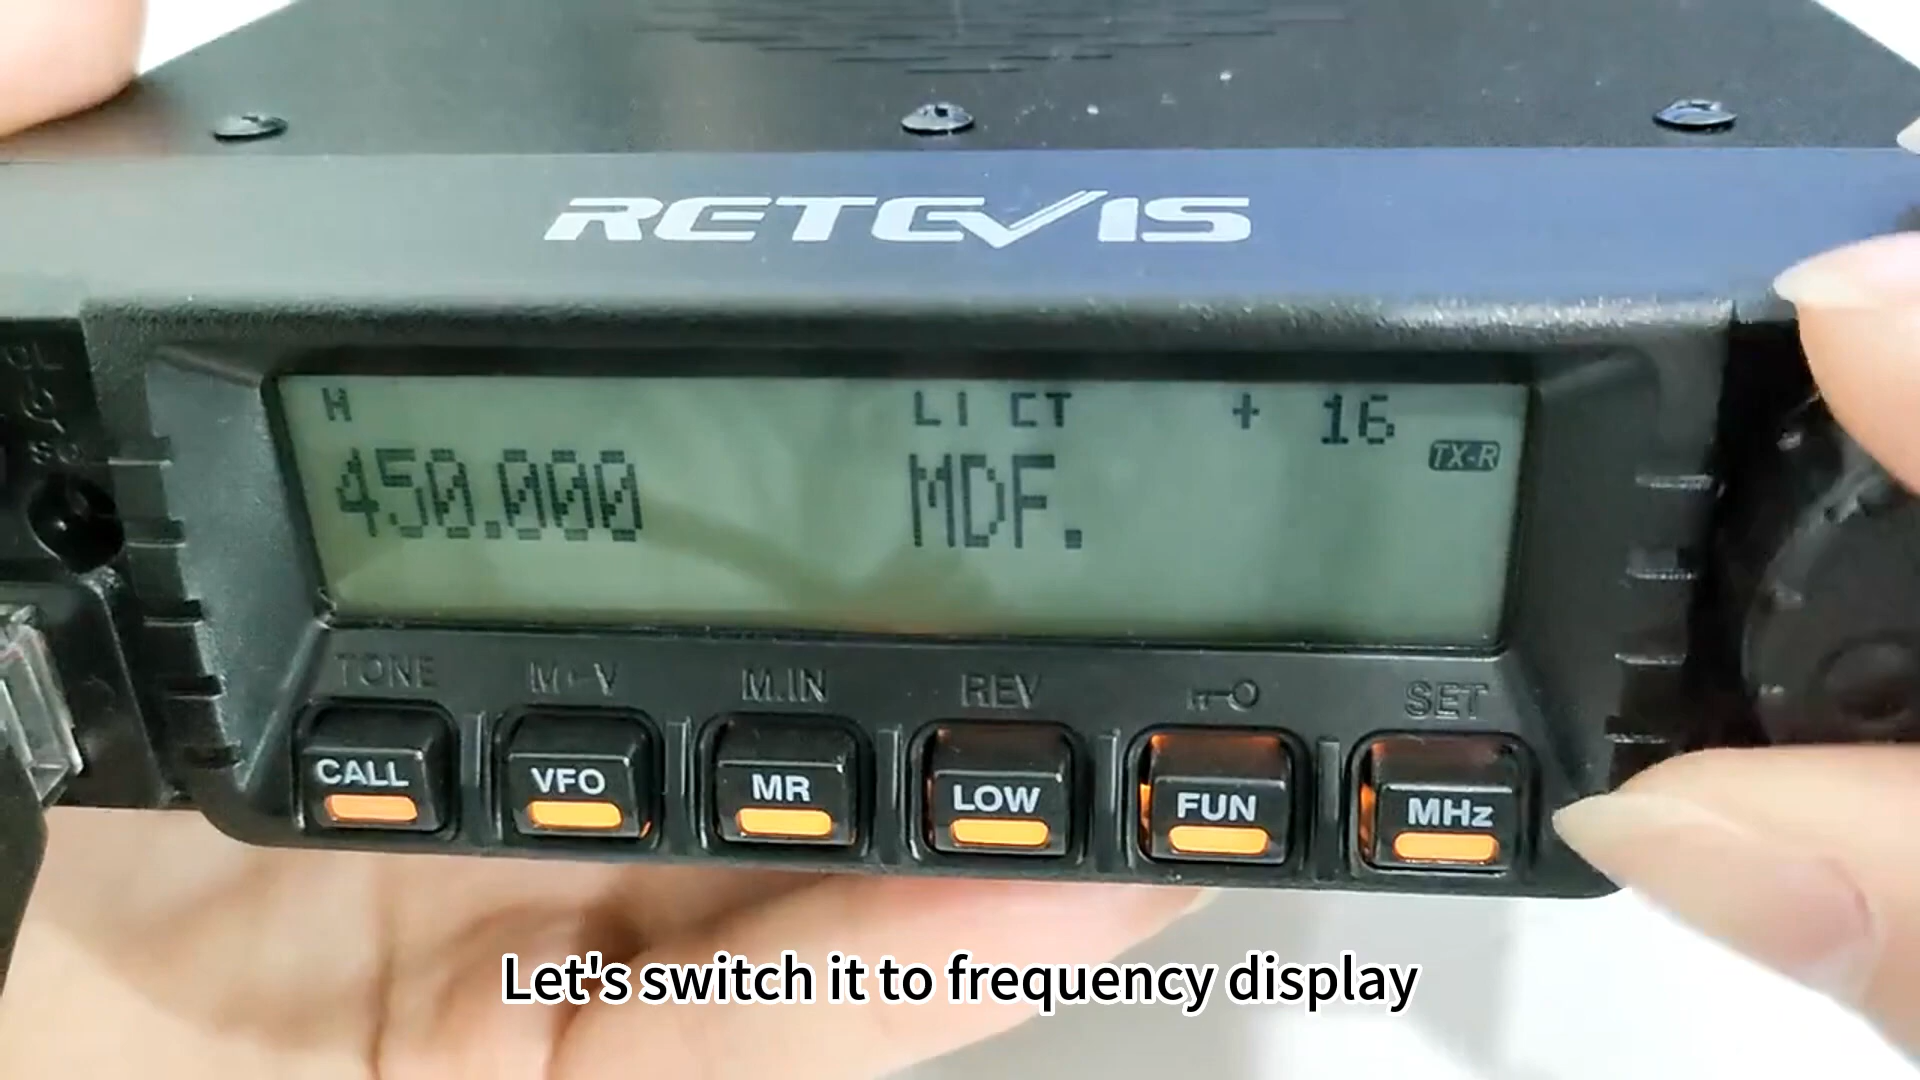 RETEVIS
H LI CT + 16
TX-R
450.000 MDF.
TONE M V M.IN REV SET
CALL VFO MR LOW FUN MHz
Let's switch it to frequency display